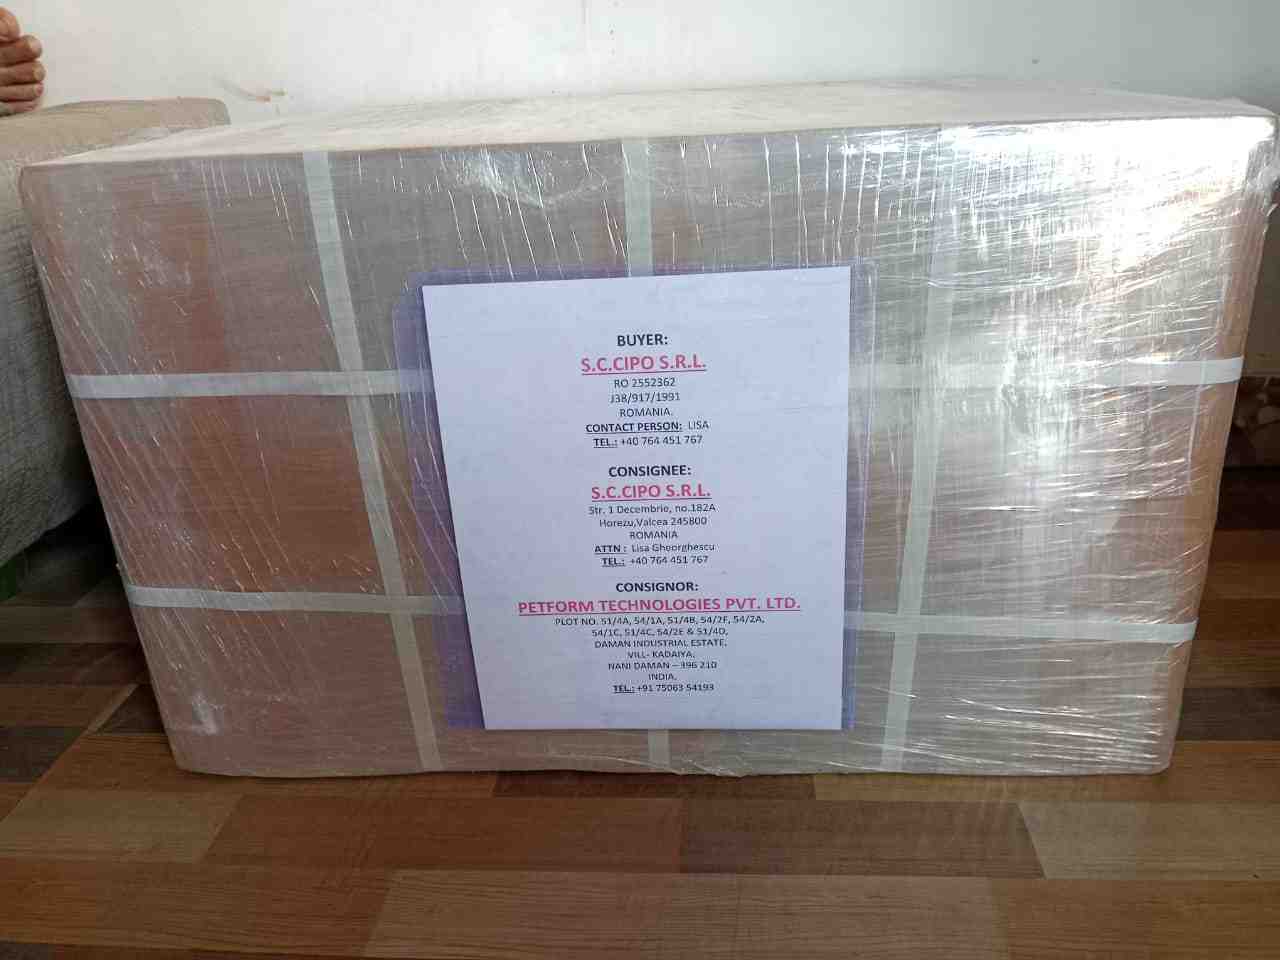 BUYER:
S.C.CIPO S.R.L.
RO 2552362
J38/917/1991
ROMANIA.
CONTACT PERSON: LISA
TEL.: +40 764 451 767
CONSIGNEE:
S.C.CIPO S.R.L.
Str. 1 Decembrie, no.182A
Horezu,Valcea 245800
ROMANIA
ATTN : Lisa Gheorghescu
TEL.: +40 764 451 767
CONSIGNOR:
PETFORM TECHNOLOGIES PVT. LTD.
PLOT NO. 51/4A, 54/1A, 51/4B, 54/2F, 54/2A,
54/1C, 51/4C, 54/2E & 51/4D,
DAMAN INDUSTRIAL ESTATE,
VILL- KADAIYA,
NANI DAMAN – 396 210
INDIA,
TEL.: +91 75063 54193